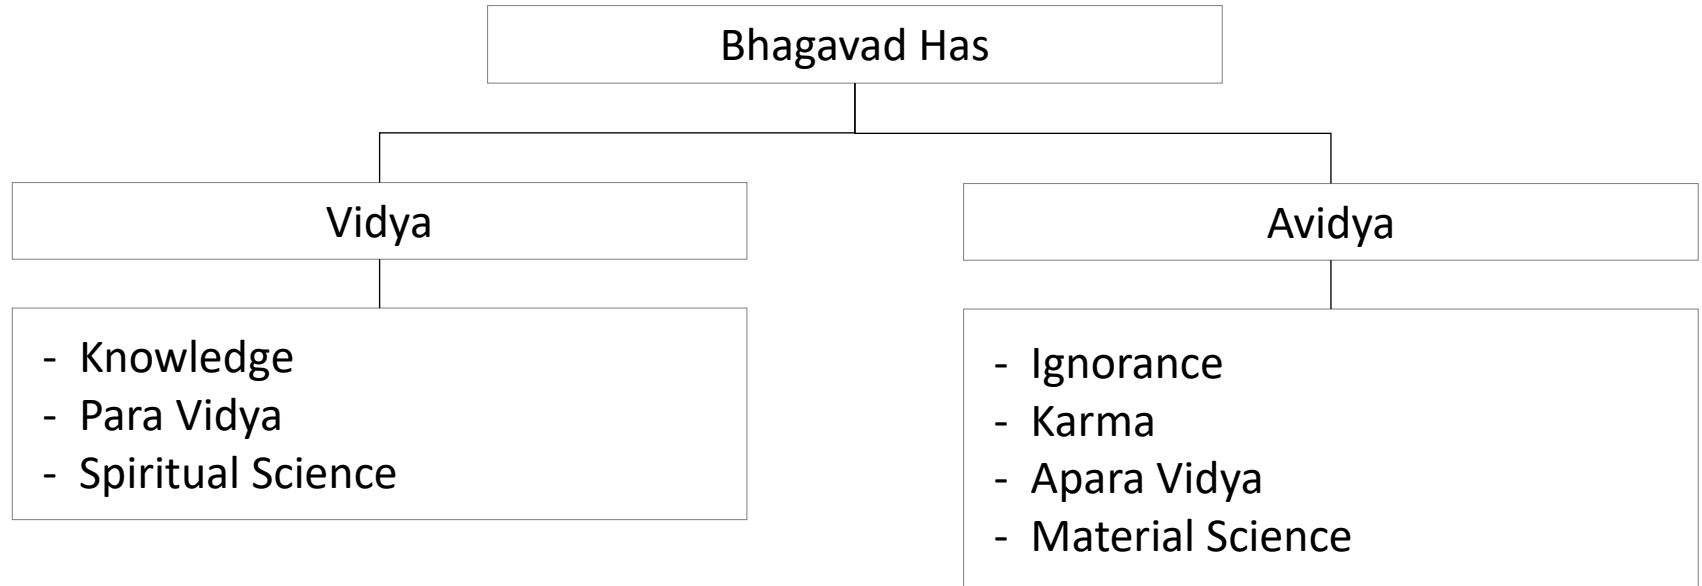 Bhagavad Has
Vidya
- Knowledge
- Para Vidya
- Spiritual Science
Avidya
- Ignorance
- Karma
- Apara Vidya
- Material Science